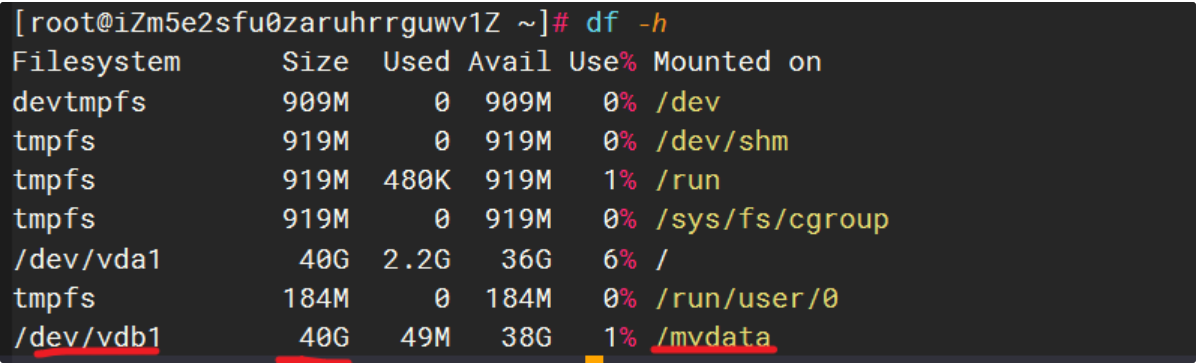 [root@iZm5e2sfu0zaruhrrguwv1Z ~]# df -h
Filesystem      Size  Used Avail Use% Mounted on
devtmpfs        909M     0  909M   0% /dev
tmpfs           919M     0  919M   0% /dev/shm
tmpfs           919M  480K  919M   1% /run
tmpfs           919M     0  919M   0% /sys/fs/cgroup
/dev/vda1        40G  2.2G   36G   6% /
tmpfs           184M     0  184M   0% /run/user/0
/dev/vdb1        40G   49M   38G   1% /mydata